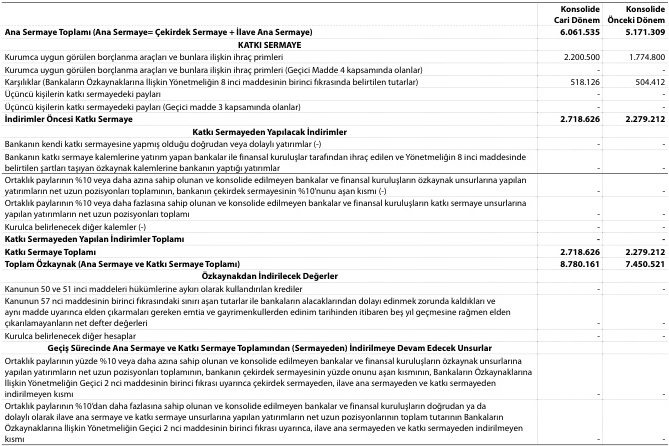 Konsolide Konsolide
Cari Dönem Önceki Dönem
Ana Sermaye Toplamı (Ana Sermaye= Çekirdek Sermaye + İlave Ana Sermaye) 6.061.535 5.171.309
KATKI SERMAYE
Kurumca uygun görülen borçlanma araçları ve bunlara ilişkin ihraç primleri 2.200.500 1.774.800
Kurumca uygun görülen borçlanma araçları ve bunlara ilişkin ihraç primleri (Geçici Madde 4 kapsamında olanlar) - -
Karşılıklar (Bankaların Özkaynaklarına İlişkin Yönetmeliğin 8 inci maddesinin birinci fıkrasında belirtilen tutarlar) 518.126 504.412
Üçüncü kişilerin katkı sermayedeki payları - -
Üçüncü kişilerin katkı sermayedeki payları (Geçici madde 3 kapsamında olanlar) - -
İndirimler Öncesi Katkı Sermaye 2.718.626 2.279.212
Katkı Sermayeden Yapılacak İndirimler
Bankanın kendi katkı sermayesine yapmış olduğu doğrudan veya dolaylı yatırımlar (-) - -
Bankanın katkı sermaye kalemlerine yatırım yapan bankalar ile finansal kuruluşlar tarafından ihraç edilen ve Yönetmeliğin 8 inci maddesinde
belirtilen şartları taşıyan özkaynak kalemlerine bankanın yaptığı yatırımlar - -
Ortaklık paylarının %10 veya daha azına sahip olunan ve konsolide edilmeyen bankalar ve finansal kuruluşların özkaynak unsurlarına yapılan
yatırımların net uzun pozisyonları toplamının, bankanın çekirdek sermayesinin %10'nunu aşan kısmı (-) - -
Ortaklık paylarının %10 veya daha fazlasına sahip olunan ve konsolide edilmeyen bankalar ve finansal kuruluşların katkı sermaye unsurlarına
yapılan yatırımların net uzun pozisyonları toplamı - -
Kurulca belirlenecek diğer kalemler (-) - -
Katkı Sermayeden Yapılan İndirimler Toplamı - -
Katkı Sermaye Toplamı 2.718.626 2.279.212
Toplam Özkaynak (Ana Sermaye ve Katkı Sermaye Toplamı) 8.780.161 7.450.521
Özkaynakdan İndirilecek Değerler
Kanunun 50 ve 51 inci maddeleri hükümlerine aykırı olarak kullandırılan krediler - -
Kanunun 57 nci maddesinin birinci fıkrasındaki sınırı aşan tutarlar ile bankaların alacaklarından dolayı edinmek zorunda kaldıkları ve
aynı madde uyarınca elden çıkarmaları gereken emtia ve gayrimenkullerden edinim tarihinden itibaren beş yıl geçmesine rağmen elden
çıkarılamayanların net defter değerleri - -
Kurulca belirlenecek diğer hesaplar - -
Geçiş Sürecinde Ana Sermaye ve Katkı Sermaye Toplamından (Sermayeden) İndirilmeye Devam Edecek Unsurlar
Ortaklık paylarının yüzde %10 veya daha azına sahip olunan ve konsolide edilmeyen bankalar ve finansal kuruluşların özkaynak unsurlarına
yapılan yatırımların net uzun pozisyonları toplamının, bankanın çekirdek sermayesinin yüzde onunu aşan kısmının, Bankaların Özkaynaklarına
İlişkin Yönetmeliğin Geçici 2 nci maddesinin birinci fıkrası uyarınca çekirdek sermayeden, ilave ana sermayeden ve katkı sermayeden
indirilmeyen kısmı - -
Ortaklık paylarının %10'dan daha fazlasına sahip olunan ve konsolide edilmeyen bankalar ve finansal kuruluşların doğrudan ya da
dolaylı olarak ilave ana sermaye ve katkı sermaye unsurlarına yapılan yatırımların net uzun pozisyonlarının toplam tutarının Bankaların
Özkaynaklarına İlişkin Yönetmeliğin Geçici 2 nci maddesinin birinci fıkrası uyarınca, ilave ana sermayeden ve katkı sermayeden indirilmeyen
kısmı - -